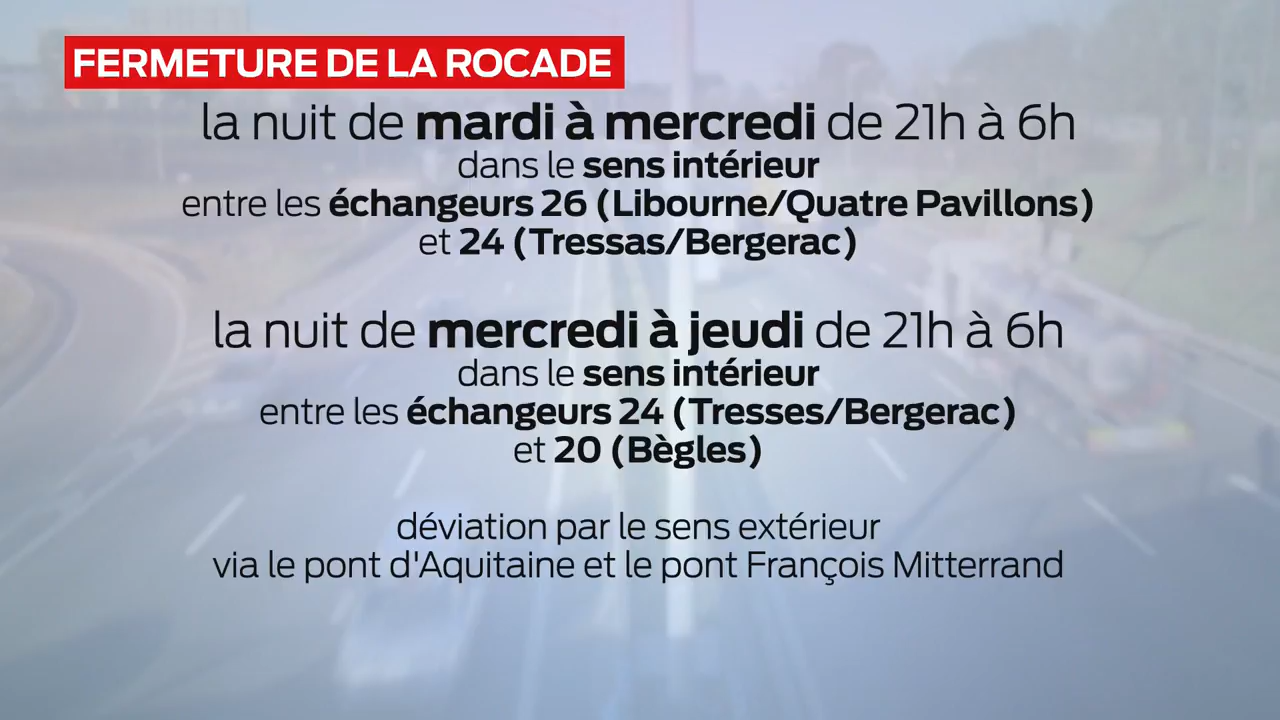 FERMETURE DE LA ROCADE
la nuit de mardi à mercredi de 21h à 6h
dans le sens intérieur
entre les échangeurs 26 (Libourne/Quatre Pavillons)
et 24 (Tressas/Bergerac)
la nuit de mercredi à jeudi de 21h à 6h
dans le sens intérieur
entre les échangeurs 24 (Tresses/Bergerac)
et 20 (Bègles)
déviation par le sens extérieur
via le pont d'Aquitaine et le pont François Mitterrand